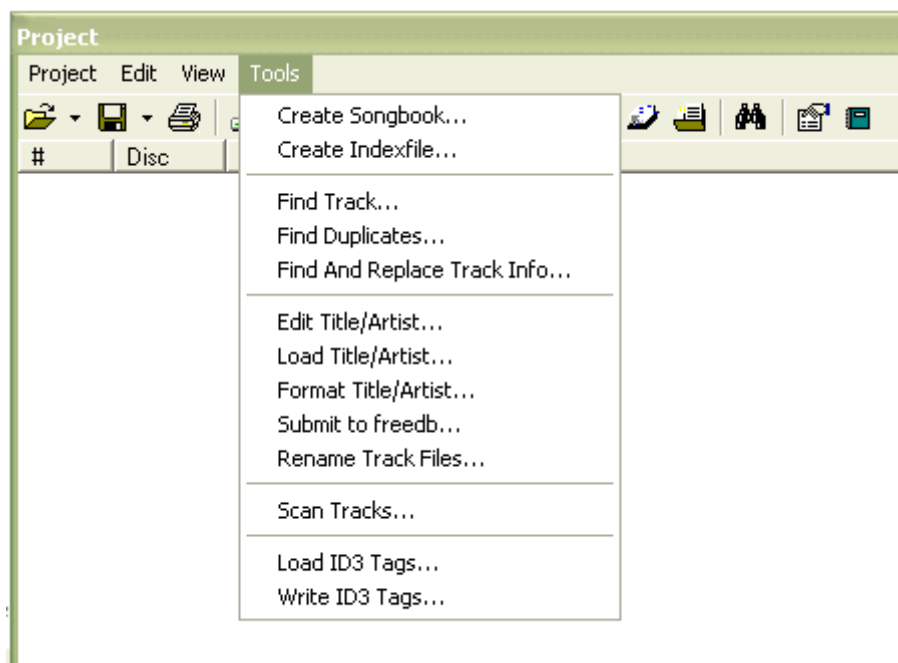 Project
Project Edit View Tools
# Disc
Create Songbook...
Create Indexfile...
Find Track...
Find Duplicates...
Find And Replace Track Info...
Edit Title/Artist...
Load Title/Artist...
Format Title/Artist...
Submit to freedb...
Rename Track Files...
Scan Tracks...
Load ID3 Tags...
Write ID3 Tags...